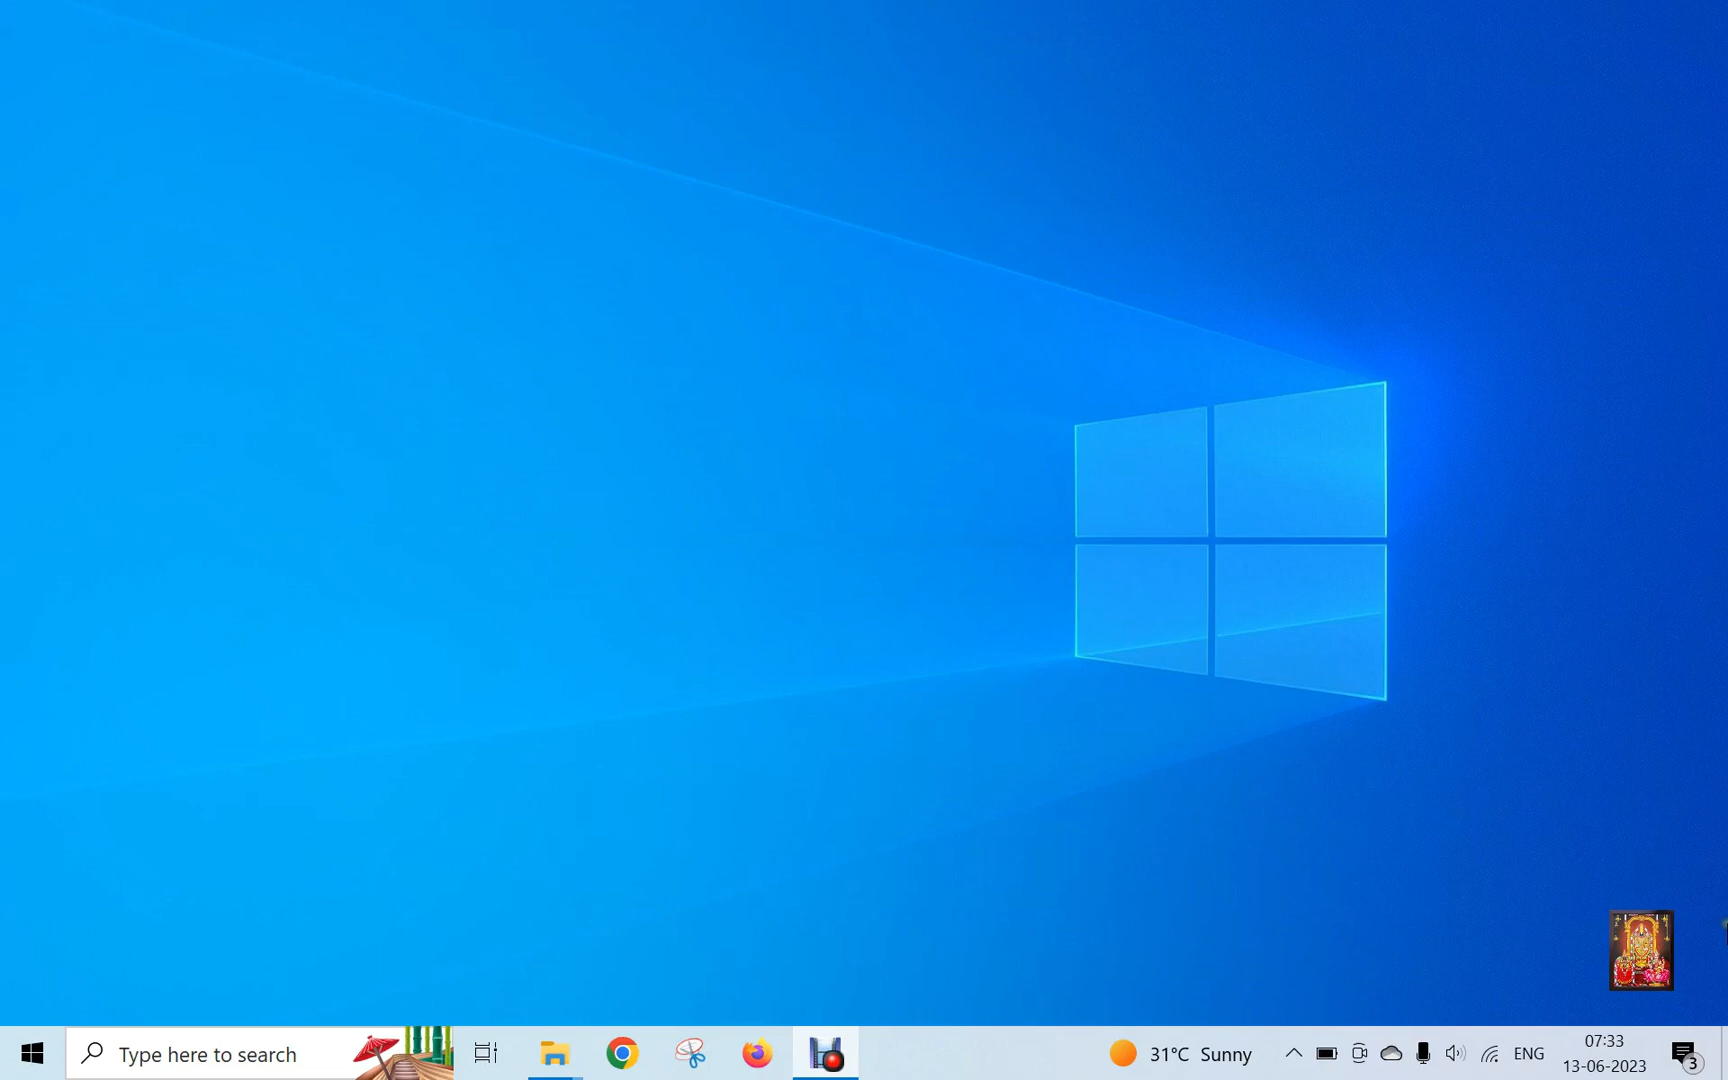 Type here to search
31°C Sunny
ENG
07:33
13-06-2023
3